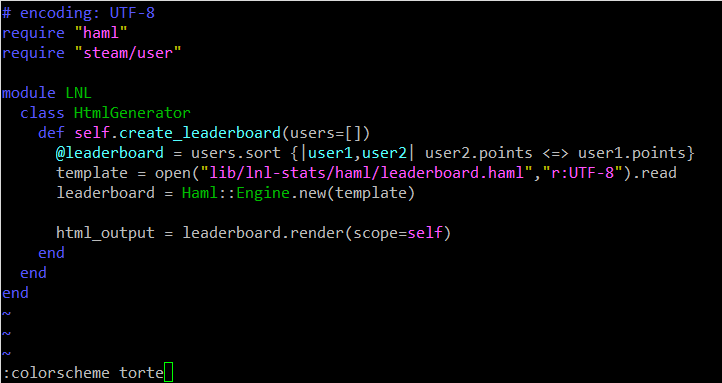 # encoding: UTF-8
require "haml"
require "steam/user"

module LNL
  class HtmlGenerator
    def self.create_leaderboard(users=[])
      @leaderboard = users.sort {|user1,user2| user2.points <=> user1.points}
      template = open("lib/lnl-stats/haml/leaderboard.haml","r:UTF-8").read
      leaderboard = Haml::Engine.new(template)

      html_output = leaderboard.render(scope=self)
    end
  end
end
~
~
~
:colorscheme torte